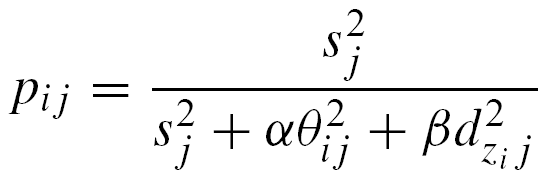 p_{ij} = \frac{s_j^2}{s_j^2 + \alpha\theta_{ij}^2 + \beta d_{z_i j}^2}